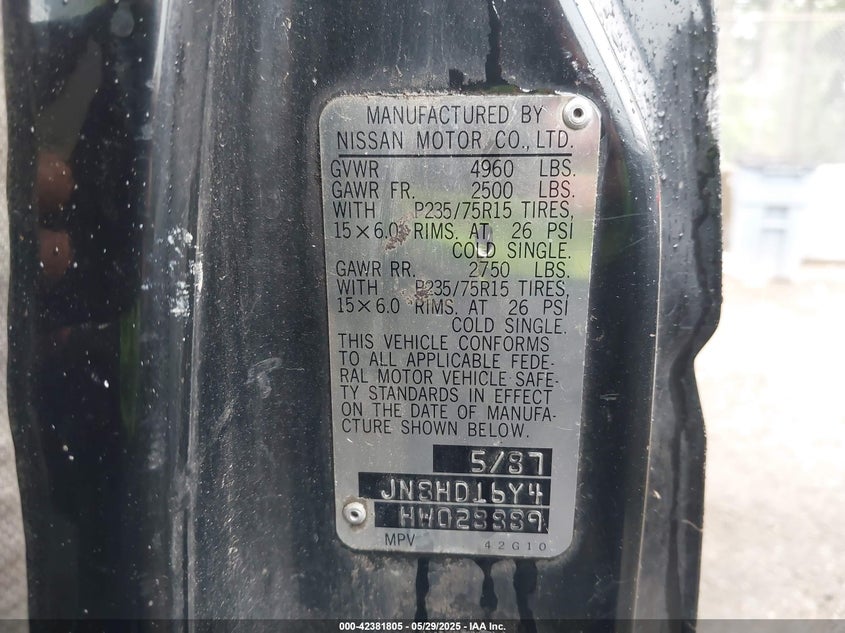 MANUFACTURED BY
NISSAN MOTOR CO., LTD.
GVWR 4960 LBS.
GAWR FR. 2500 LBS.
WITH P235/75R15 TIRES,
15×6.0 RIMS. AT 26 PSI
COLD SINGLE.
GAWR RR. 2750 LBS.
WITH P235/75R15 TIRES,
15×6.0 RIMS. AT 26 PSI
COLD SINGLE.
THIS VEHICLE CONFORMS
TO ALL APPLICABLE FEDE-
RAL MOTOR VEHICLE SAFE-
TY STANDARDS IN EFFECT
ON THE DATE OF MANUFA-
CTURE SHOWN BELOW.
5/87
JN8HD16Y4
HW028889
MPV 42G10
000-42381805 - 05/29/2025 - IAA Inc.